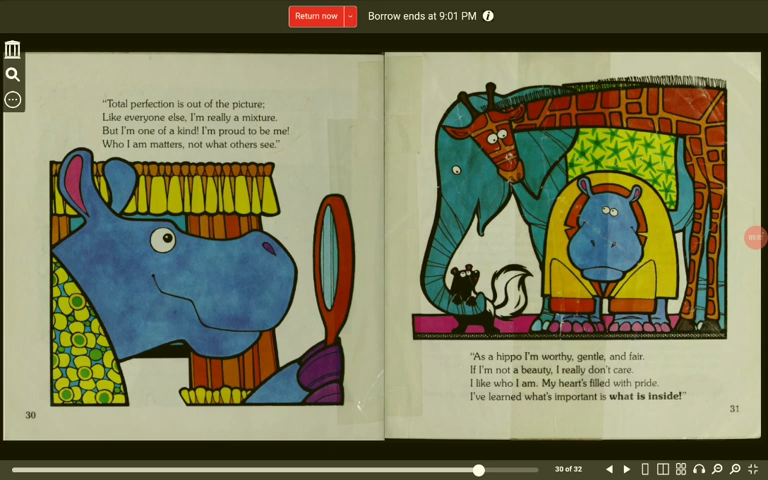 Return now
Borrow ends at 9:01 PM
"Total perfection is out of the picture;
Like everyone else, I'm really a mixture.
But I'm one of a kind! I'm proud to be me!
Who I am matters, not what others see."
30
"As a hippo I'm worthy, gentle, and fair.
If I'm not a beauty, I really don't care.
I like who I am. My heart's filled with pride.
I've learned what's important is what is inside!"
31
30 of 32